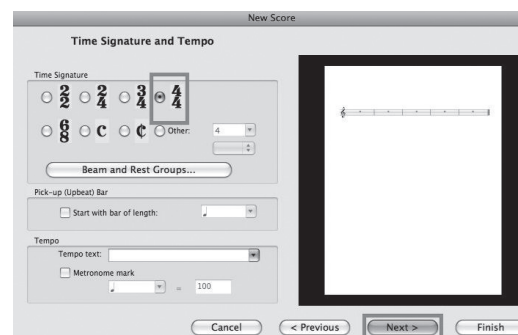 New Score
Time Signature and Tempo
Time Signature
2/2 2/4 3/4 4/4
6/8 C ¢ Other: 4
Beam and Rest Groups...
Pick-up (Upbeat) Bar
Start with bar of length:
Tempo
Tempo text:
Metronome mark
= 100
Cancel < Previous Next > Finish